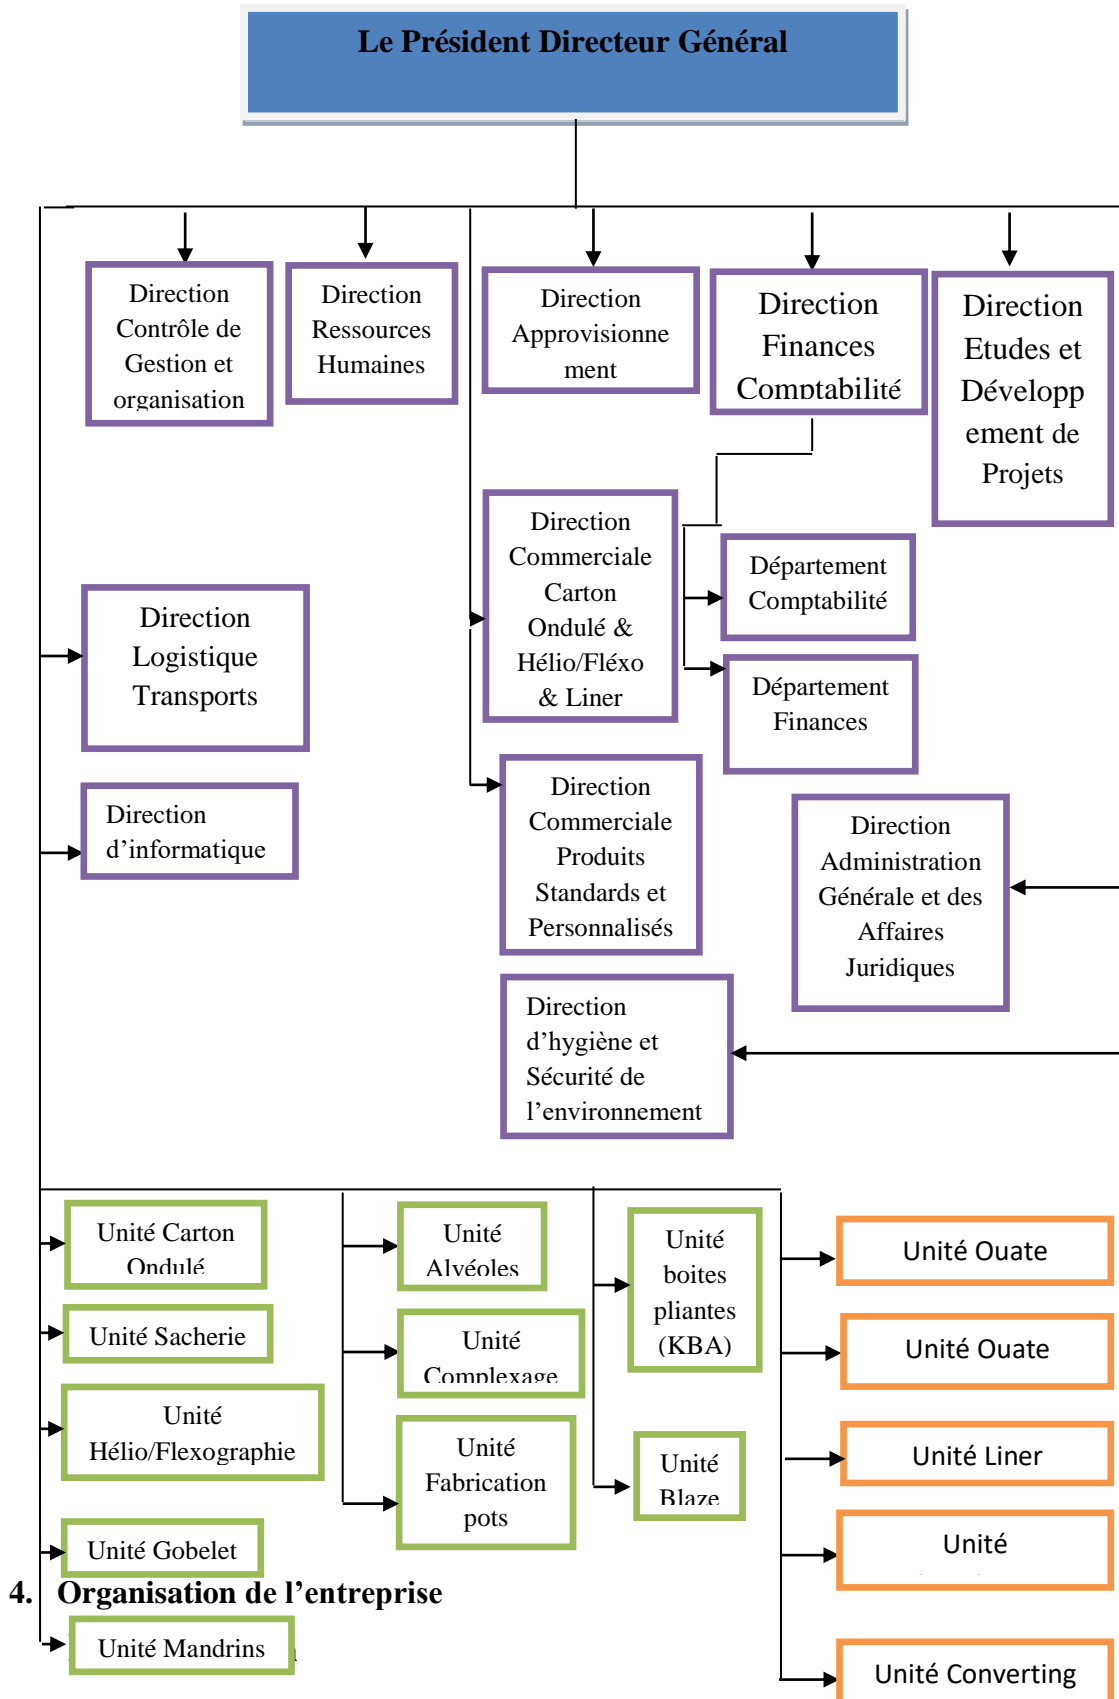 Le Président Directeur Général
Direction
Contrôle de
Gestion et
organisation
Direction
Ressources
Humaines
Direction
Approvisionne
ment
Direction
Finances
Comptabilité
Direction
Etudes et
Développ
ement de
Projets
Direction
Commerciale
Carton
Ondulé &
Hélio/Fléxo
& Liner
Département
Comptabilité
Direction
Logistique
Transports
Département
Finances
Direction
d’informatique
Direction
Commerciale
Produits
Standards et
Personnalisés
Direction
Administration
Générale et des
Affaires
Juridiques
Direction
d’hygiène et
Sécurité de
l’environnement
Unité Carton
Ondulé
Unité
Alvéoles
Unité
boites
pliantes
(KBA)
Unité Ouate
Unité Sacherie
Unité
Complexage
Unité Ouate
Unité
Hélio/Flexographie
Unité
Fabrication
pots
Unité
Blaze
Unité Liner
Unité Gobelet
Unité
4. Organisation de l’entreprise
Unité Mandrins
Unité Converting